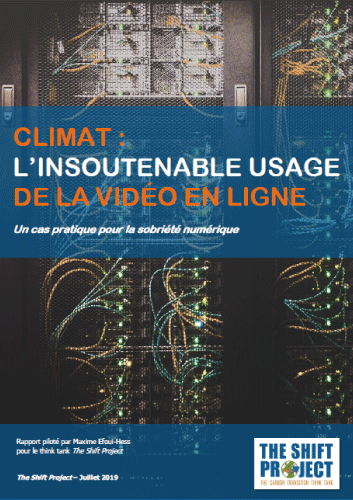 CLIMAT :
L'INSOUTENABLE USAGE
DE LA VIDÉO EN LIGNE
Un cas pratique pour la sobriété numérique
Rapport piloté par Maxime Efoui-Hess
pour le think tank The Shift Project
The Shift Project – Juillet 2019
THE SHIFT
PROJECT
THE CARBON TRANSITION THINK TANK